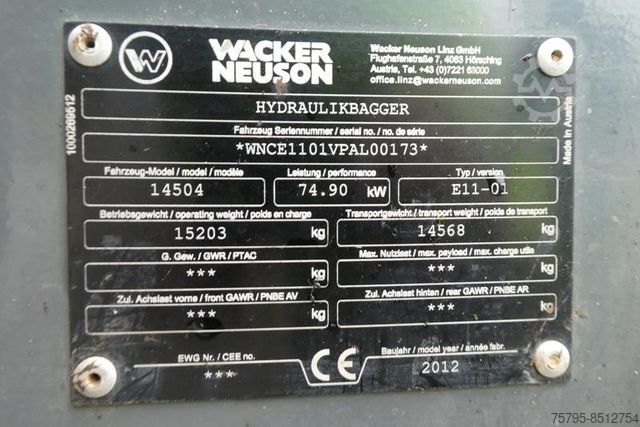 WACKER
NEUSON
Wacker Neuson Linz GmbH
Flughafenstraße 7, 4063 Hörsching
Austria, Tel. +43 (0)7221 63000
office.linz@wackerneuson.com
HYDRAULIKBAGGER
Fahrzeug Seriennummer / serial no. / no. de série
*WNCE1101VPAL00173*
Fahrzeug-Model / model / modèle Leistung / performance Typ / version
14504 74.90 kW E11-01
Betriebsgewicht / operating weight / poids en charge Transportgewicht / transport weight / poids de transport
15203 kg 14568 kg
G. Gew. / GWR / PTAC Max. Nutzlast / max. payload / max. charge utile
*** kg *** kg
Zul. Achslast vorne / front GAWR / PNBE AV Zul. Achslast hinten / rear GAWR / PNBE AR
*** kg *** kg
EWG Nr. / CEE no. CE Baujahr / model year / année fabr.
*** 2012
1000269512
Made in Austria
75795-8512754